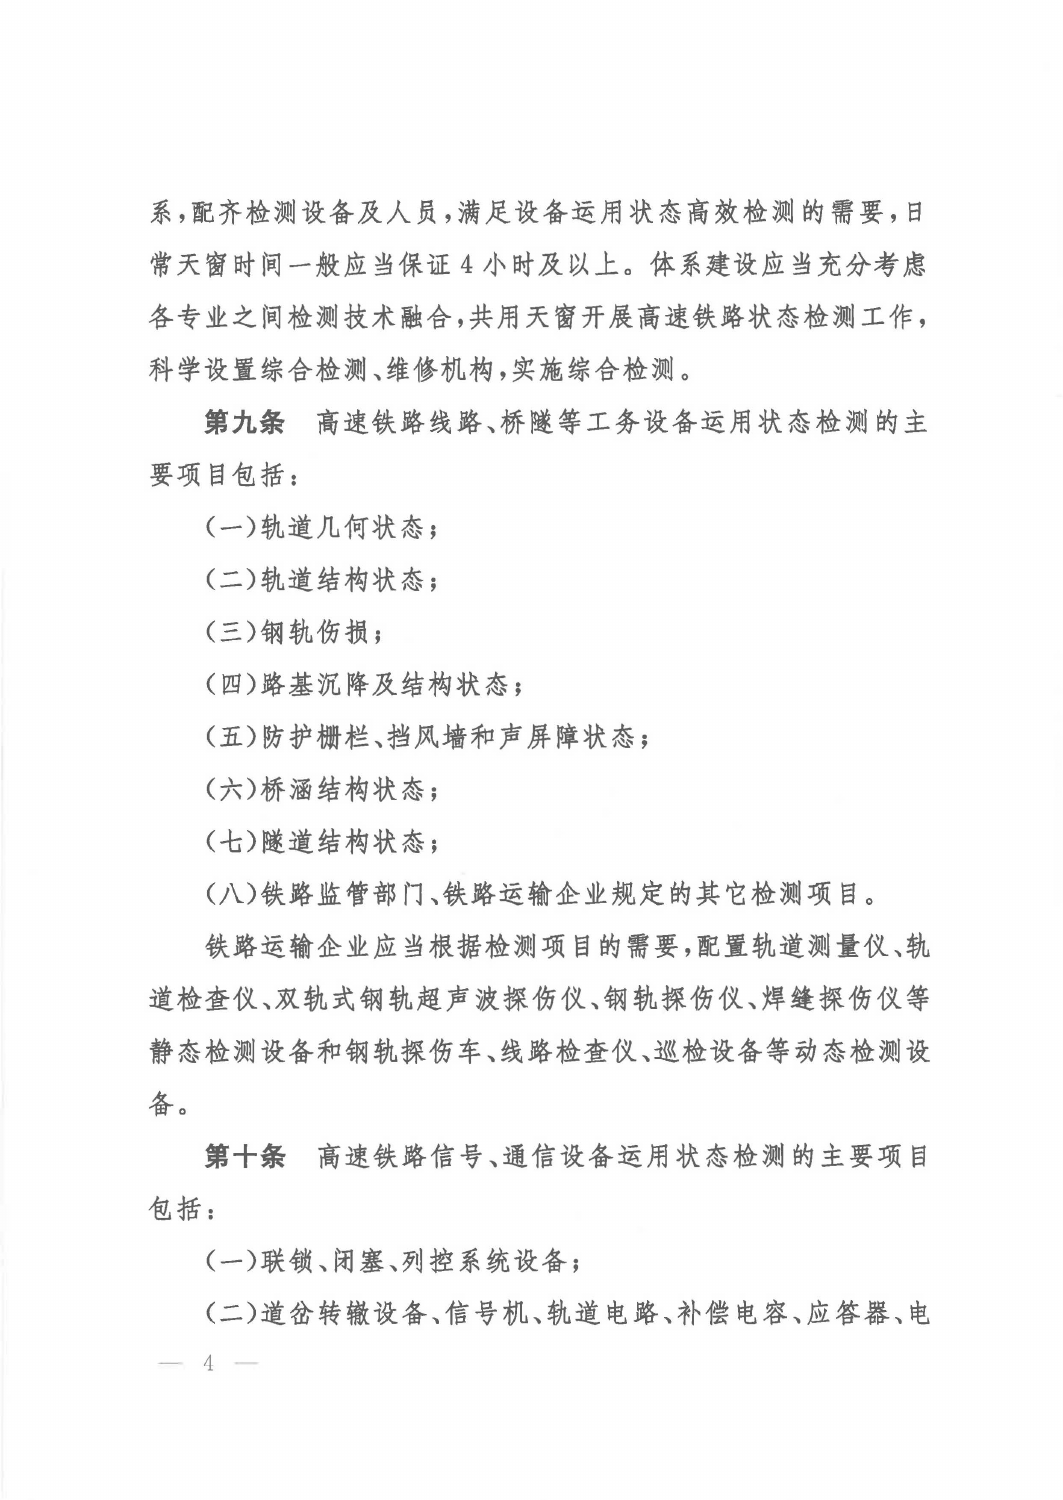 系,配齐检测设备及人员,满足设备运用状态高效检测的需要,日
常天窗时间一般应当保证4小时及以上。体系建设应当充分考虑
各专业之间检测技术融合,共用天窗开展高速铁路状态检测工作,
科学设置综合检测、维修机构,实施综合检测。
第九条 高速铁路线路、桥隧等工务设备运用状态检测的主
要项目包括:
(一)轨道几何状态;
(二)轨道结构状态;
(三)钢轨伤损;
(四)路基沉降及结构状态;
(五)防护栅栏、挡风墙和声屏障状态;
(六)桥涵结构状态;
(七)隧道结构状态;
(八)铁路监管部门、铁路运输企业规定的其它检测项目。
铁路运输企业应当根据检测项目的需要,配置轨道测量仪、轨
道检查仪、双轨式钢轨超声波探伤仪、钢轨探伤仪、焊缝探伤仪等
静态检测设备和钢轨探伤车、线路检查仪、巡检设备等动态检测设
备。
第十条 高速铁路信号、通信设备运用状态检测的主要项目
包括:
(一)联锁、闭塞、列控系统设备;
(二)道岔转辙设备、信号机、轨道电路、补偿电容、应答器、电
— 4 —